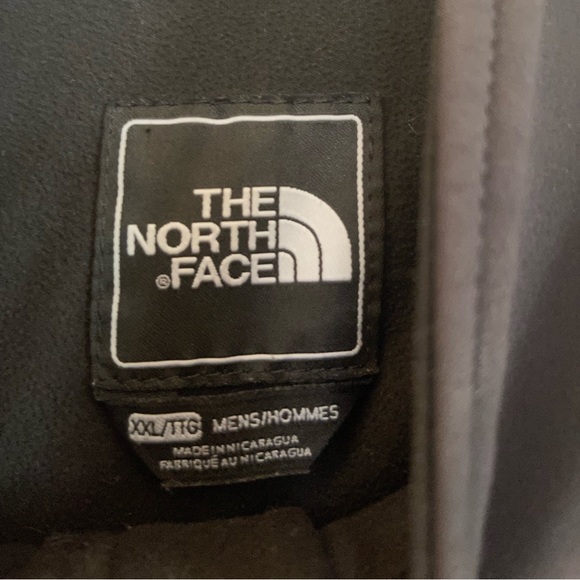 THE
NORTH
® FACE
XXL/TTG MENS/HOMMES
MADE IN NICARAGUA
FABRIQUÉ AU NICARAGUA